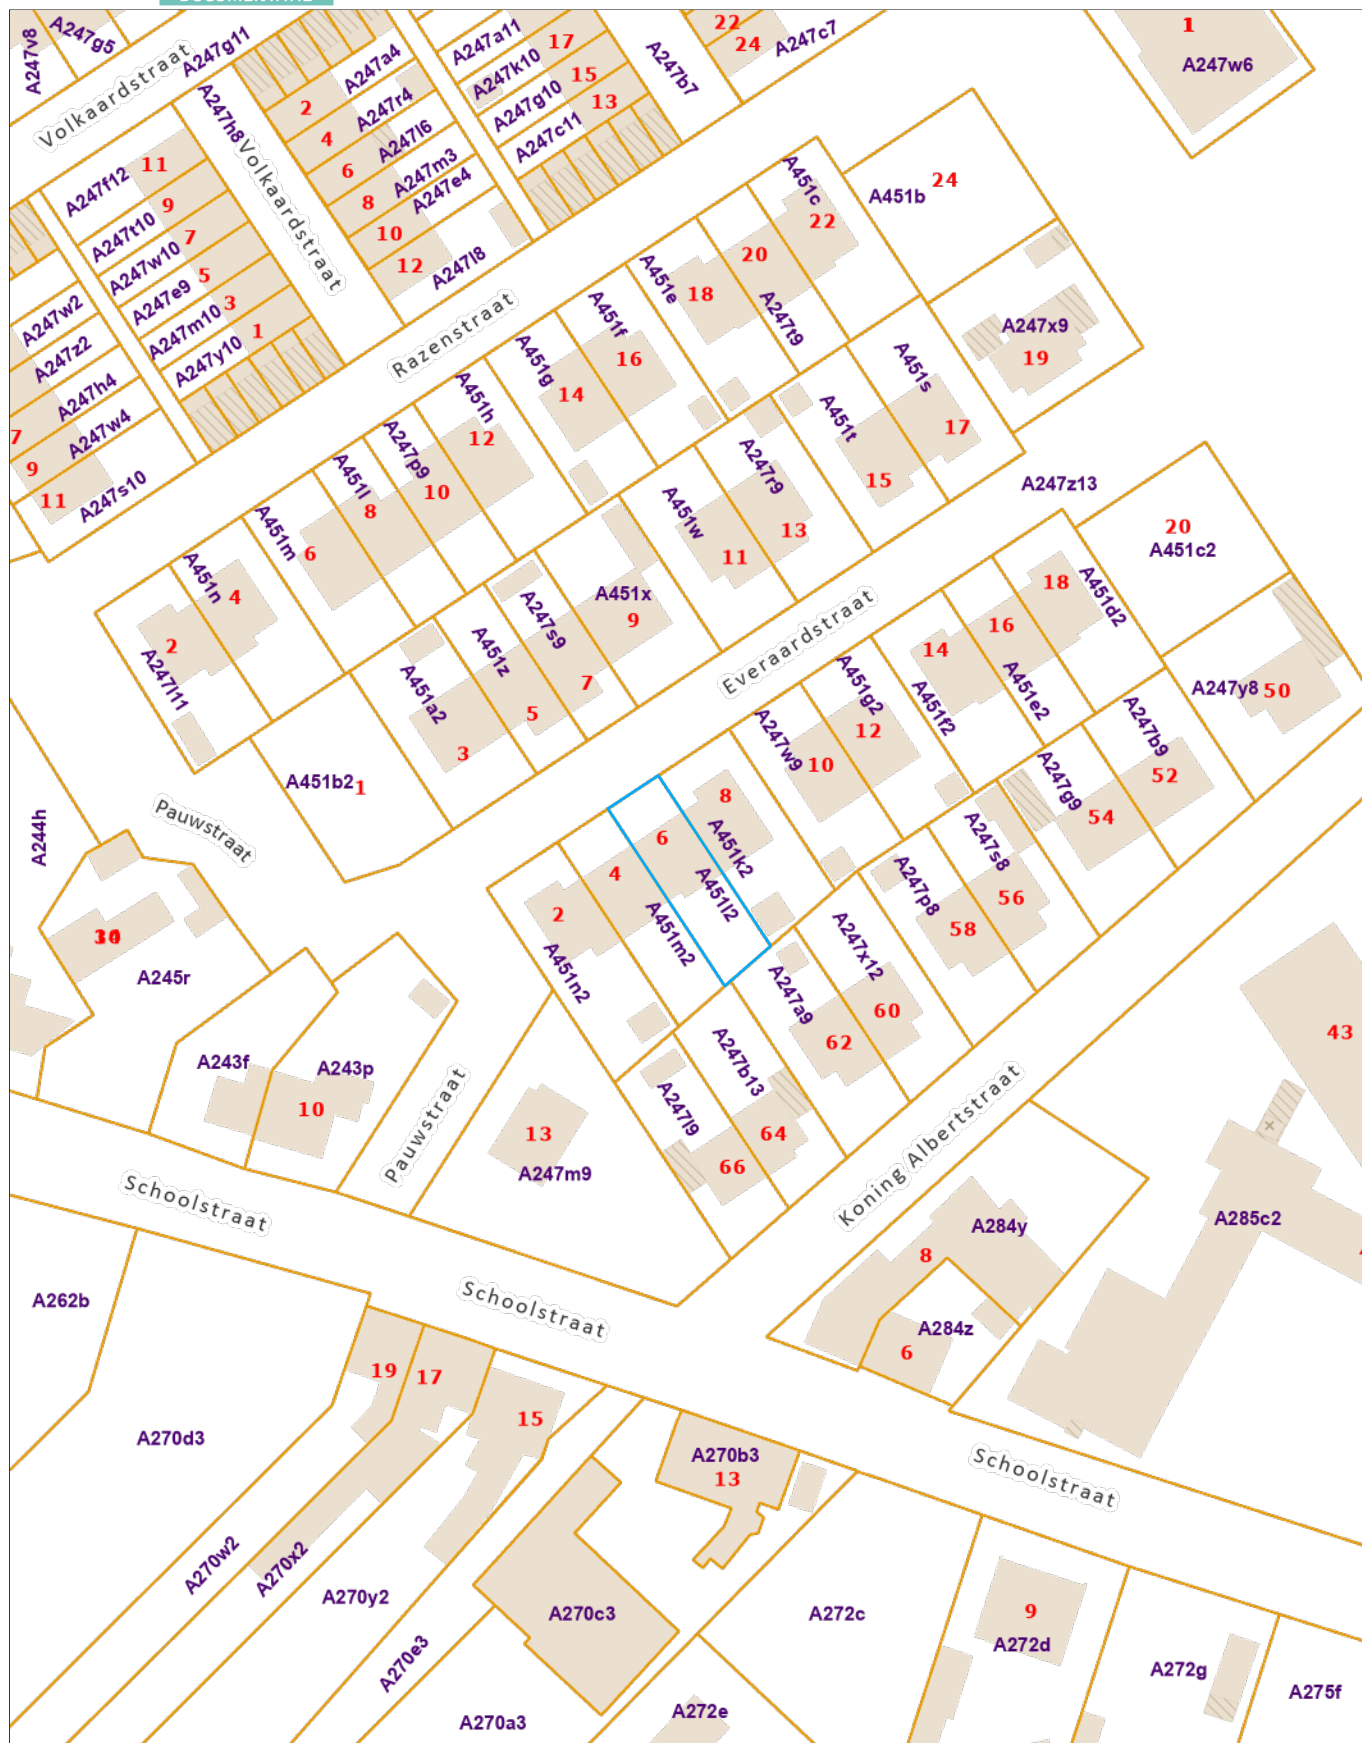 A247v8
A247g5
Volkaardstraat
A247g11
A247h8
Volkaardstraat
A247a4
2
A247r4
4
A247l6
6
A247m3
8
A247e4
10
12
A247l8
A247a11
17
A247k10
15
A247g10
13
A247c11
A247b7
22
24
A247c7
1
A247w6
A247f12
11
9
A247t10
7
A247w10
5
A247e9
3
A247m10
1
A247y10
A247w2
A247z2
A247h4
7
A247w4
9
11
A247s10
Razenstraat
A451c
22
A451b
24
20
A451e
18
A247t9
A451f
16
A451g
14
A451h
12
A247p9
10
A451l
8
A451m
6
A451n
4
2
A247l11
A247x9
19
A451s
17
A451t
15
A247r9
13
A451w
11
A451x
9
A247s9
7
A451z
5
A451a2
3
A451b2
1
A247z13
Everaardstraat
20
A451c2
18
A451d2
16
A451e2
14
A451f2
A451g2
12
A247w9
10
8
A451k2
6
A451l2
4
A451m2
2
A451n2
A247y8
50
A247b9
52
A247g9
54
A247s8
56
A247p8
58
A247x12
60
A247a9
62
A247b13
64
A247l9
66
Pauwstraat
A244h
A245r
A243f
A243p
10
Pauwstraat
13
A247m9
Koning Albertstraat
43
A284y
8
A284z
6
A285c2
Schoolstraat
Schoolstraat
Schoolstraat
A262b
A270d3
19
17
15
A270w2
A270x2
A270y2
A270e3
A270a3
A270b3
13
A270c3
A272e
A272c
9
A272d
A272g
A275f